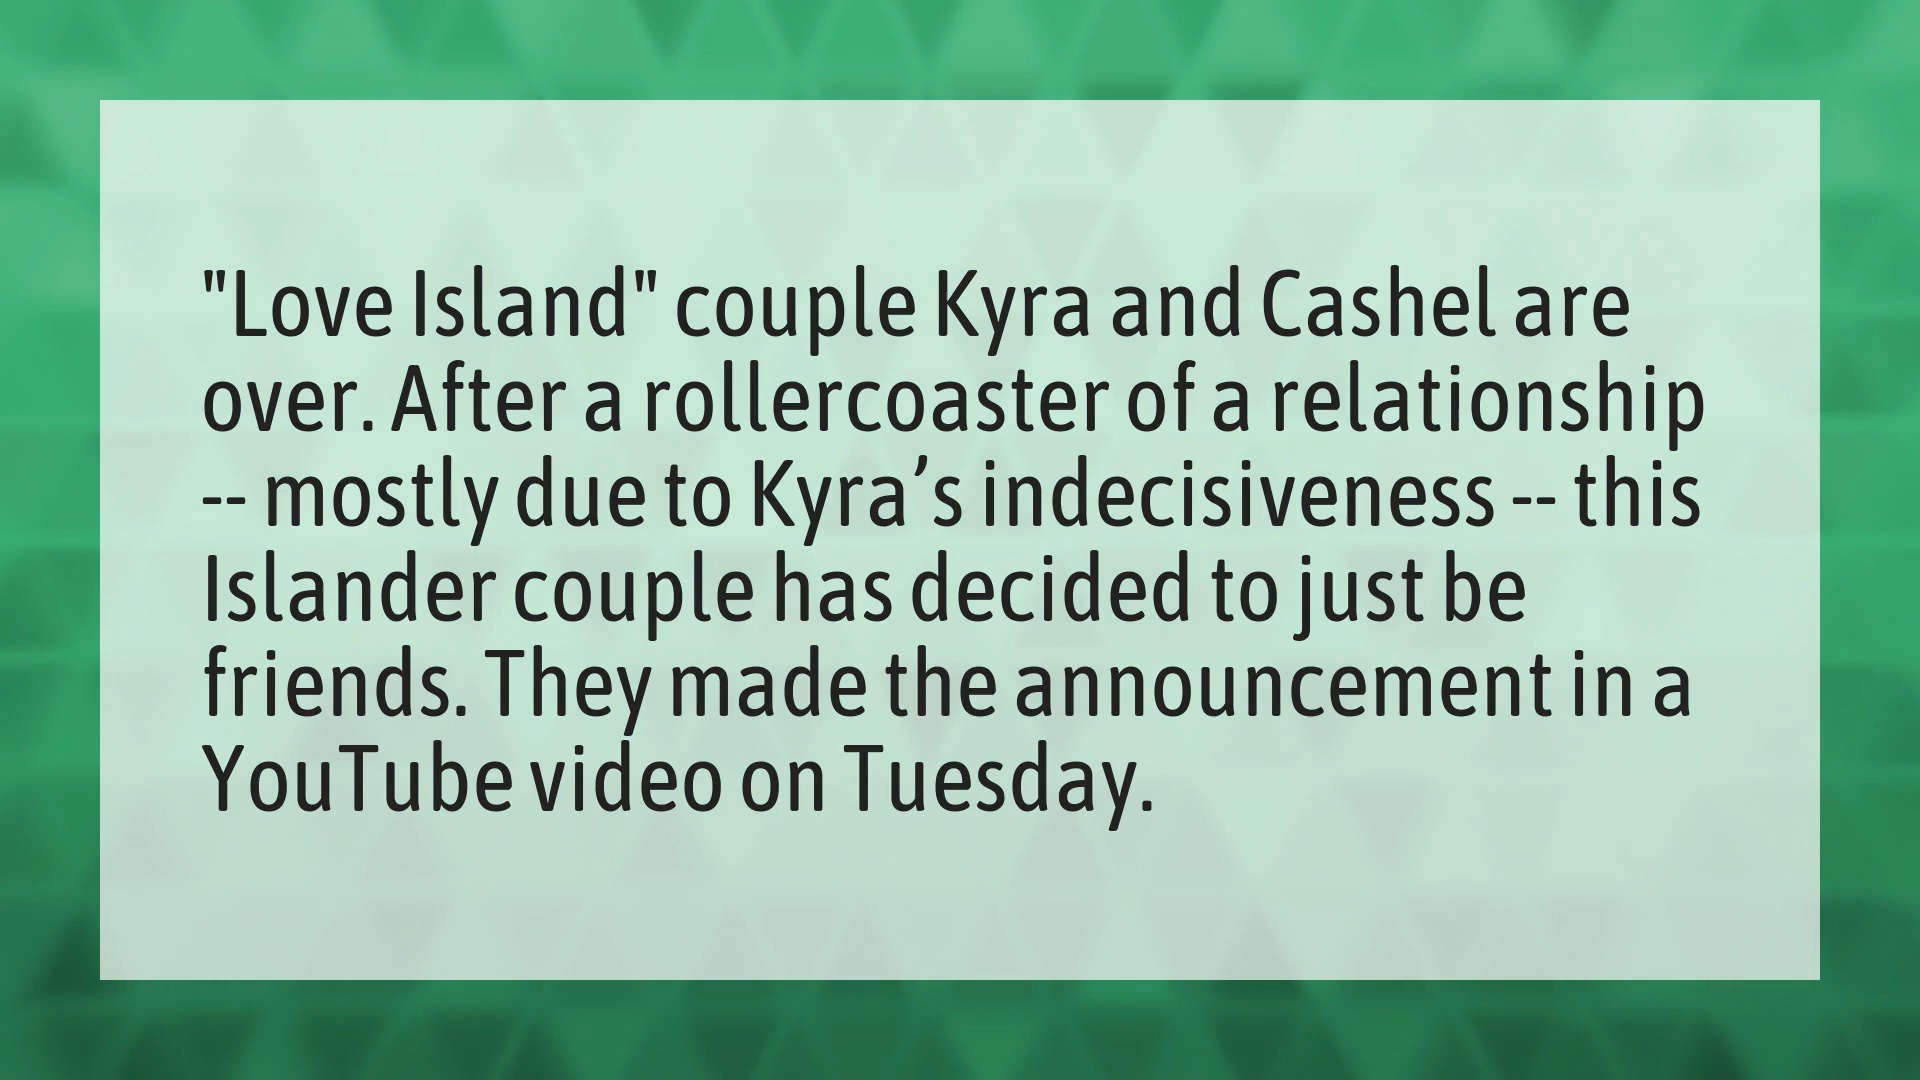 "Love Island" couple Kyra and Cashel are
over. After a rollercoaster of a relationship
-- mostly due to Kyra’s indecisiveness -- this
Islander couple has decided to just be
friends. They made the announcement in a
YouTube video on Tuesday.